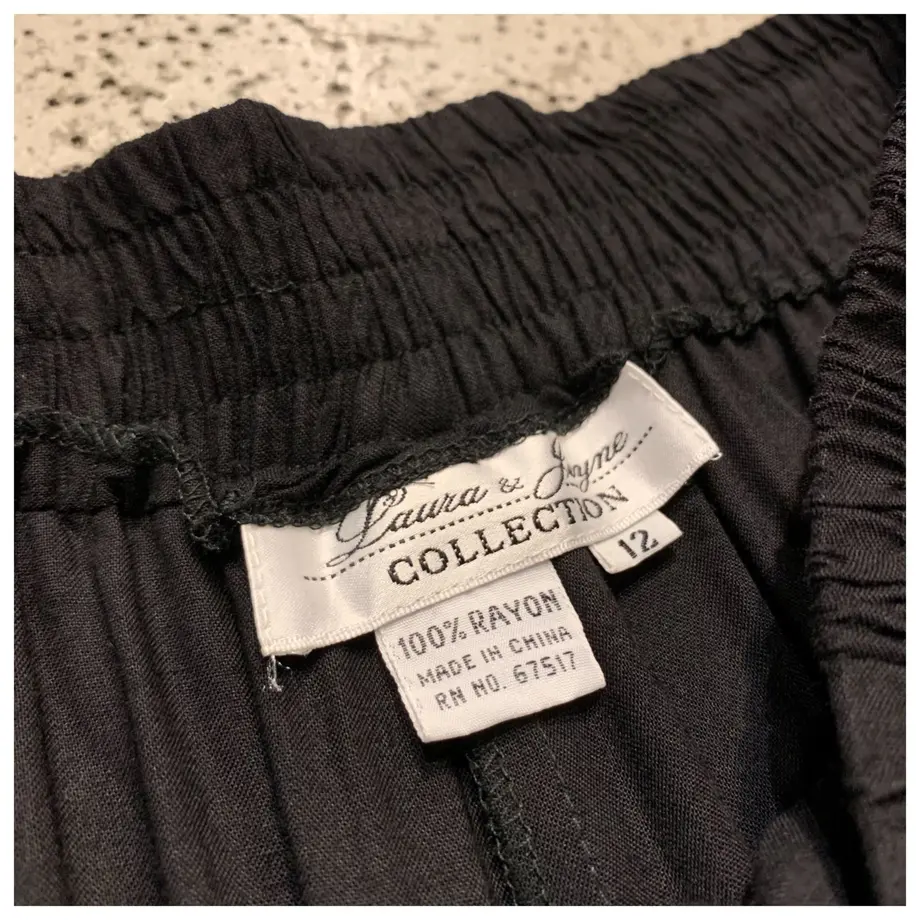 Laura & Jayne
COLLECTION
12
100% RAYON
MADE IN CHINA
RN NO. 67517